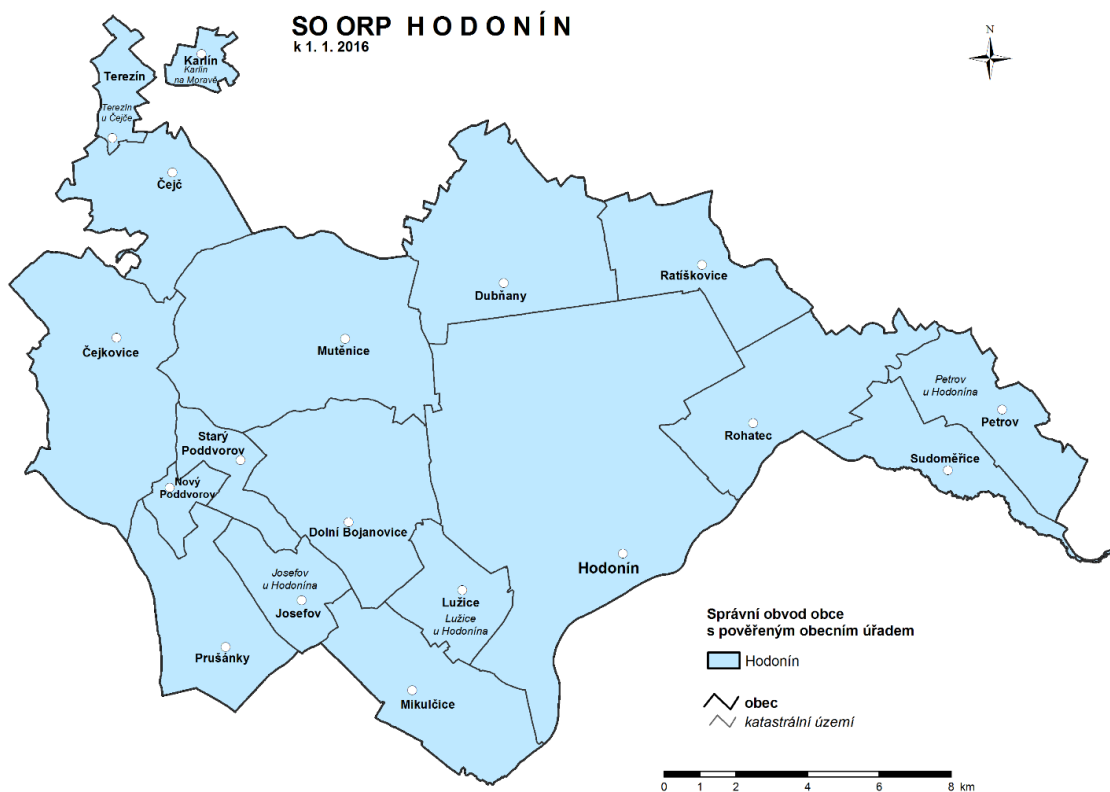 SO ORP HODONÍN
k 1. 1. 2016
N
Karlín
Karlín
na Moravě
Terezín
Terezín
u Čejče
Čejč
Ratíškovice
Dubňany
Mutěnice
Čejkovice
Petrov
u Hodonína
Petrov
Rohatec
Starý
Poddvorov
Sudoměřice
Nový
Poddvorov
Dolní Bojanovice
Hodonín
Josefov
u Hodonína
Josefov
Lužice
Lužice
u Hodonína
Prušánky
Mikulčice
Správní obvod obce
s pověřeným obecním úřadem
Hodonín
obec
katastrální území
0 1 2 4 6 8 km